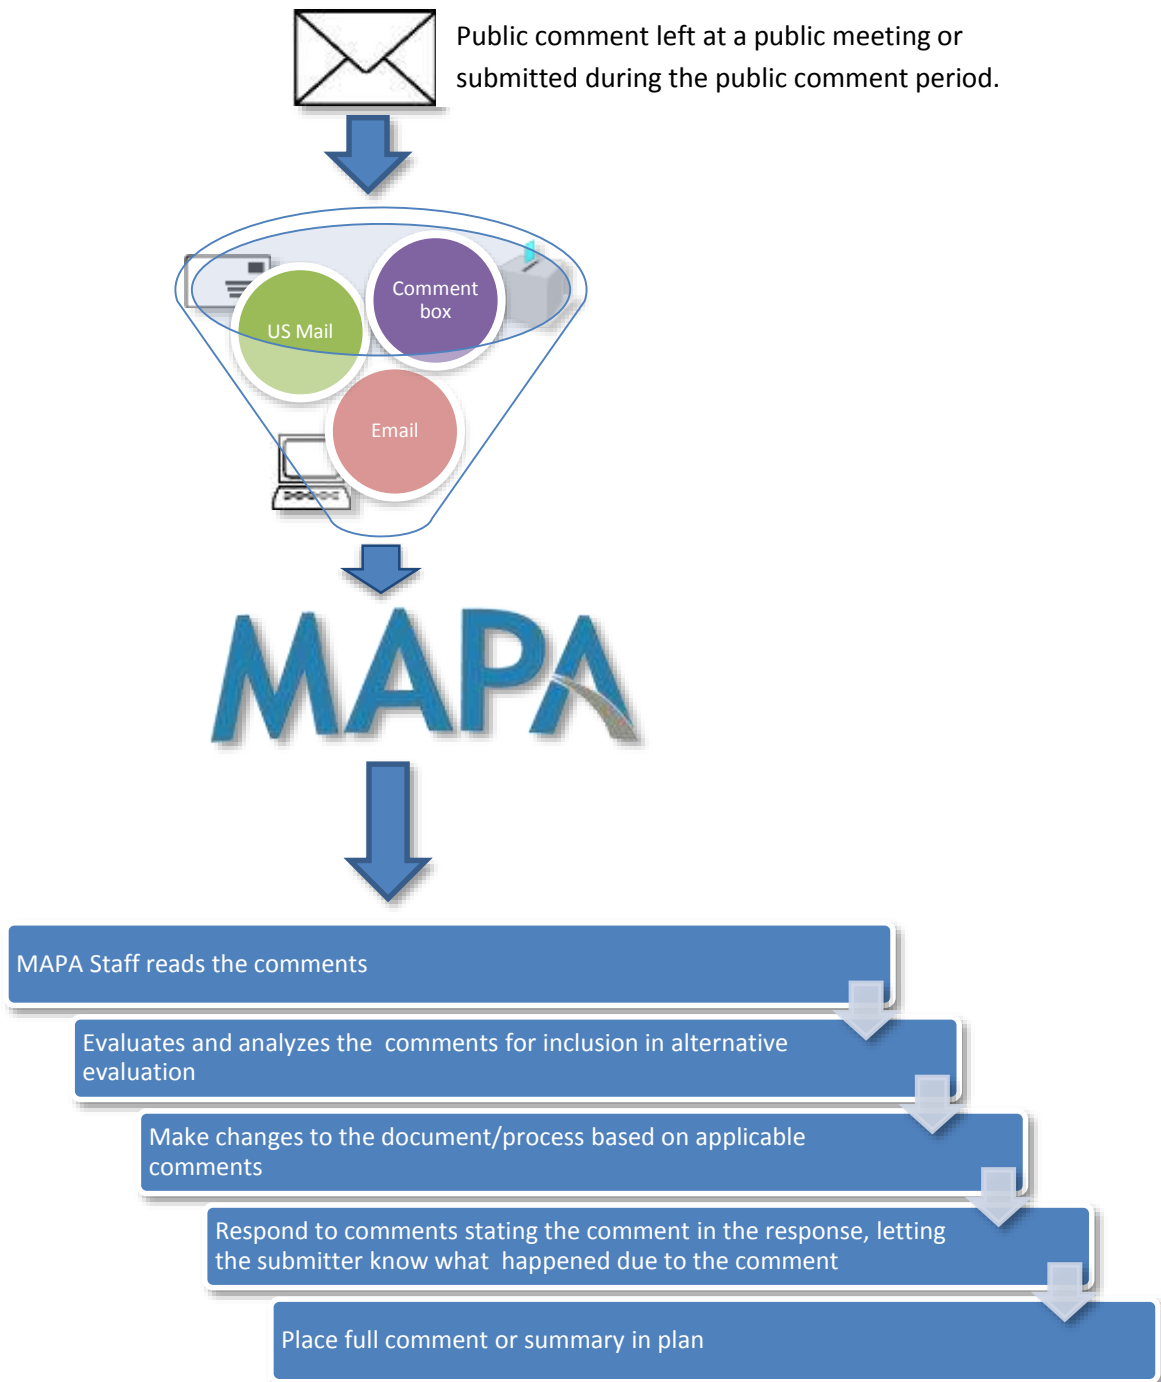 Public comment left at a public meeting or
submitted during the public comment period.
Comment
box
US Mail
Email
MAPA
MAPA Staff reads the comments
Evaluates and analyzes the  comments for inclusion in alternative
evaluation
Make changes to the document/process based on applicable
comments
Respond to comments stating the comment in the response, letting
the submitter know what  happened due to the comment
Place full comment or summary in plan